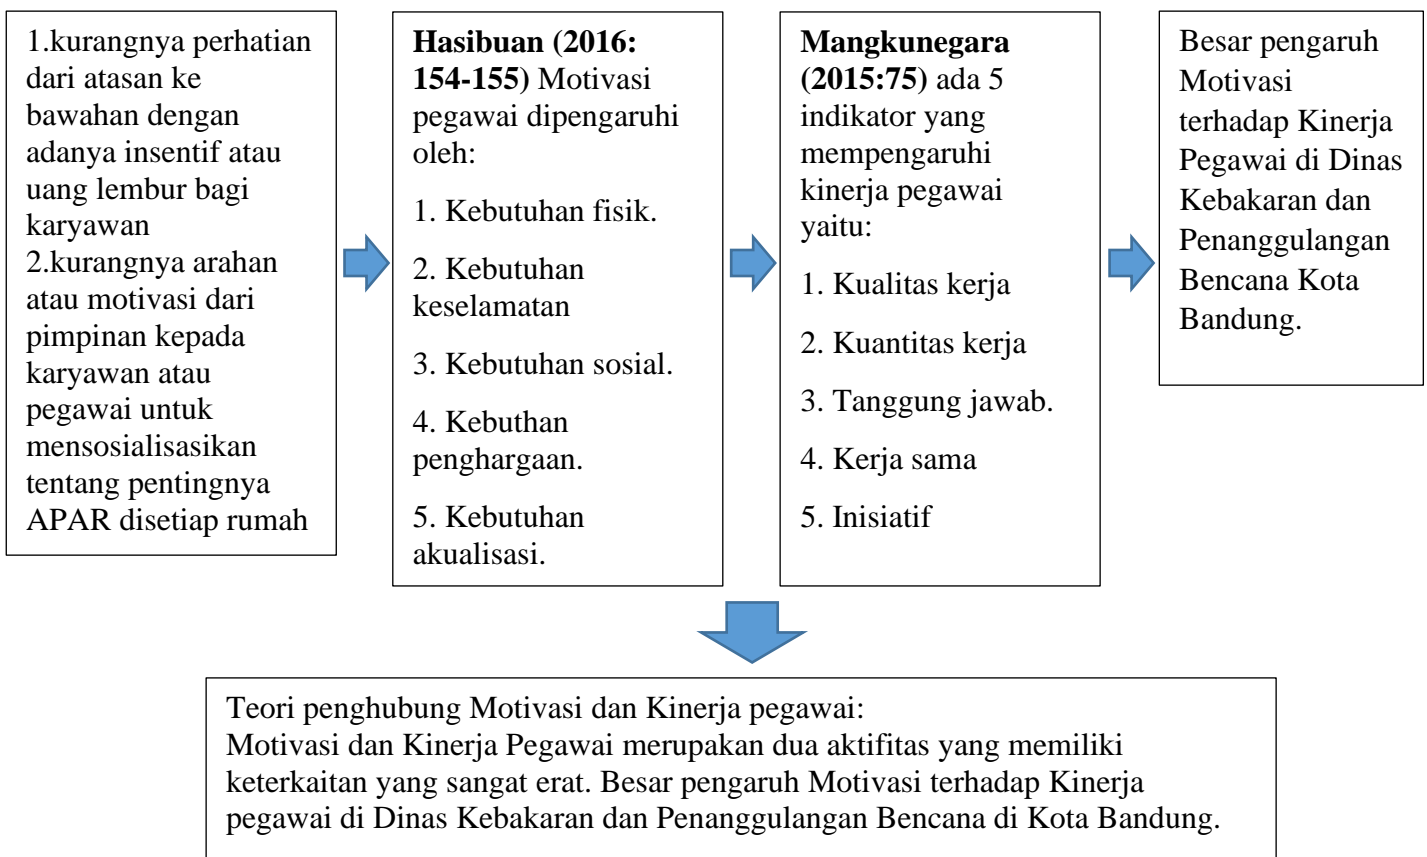 1.kurangnya perhatian
dari atasan ke
bawahan dengan
adanya insentif atau
uang lembur bagi
karyawan
2.kurangnya arahan
atau motivasi dari
pimpinan kepada
karyawan atau
pegawai untuk
mensosialisasikan
tentang pentingnya
APAR disetiap rumah
Hasibuan (2016:
154-155) Motivasi
pegawai dipengaruhi
oleh:
1. Kebutuhan fisik.
2. Kebutuhan
keselamatan
3. Kebutuhan sosial.
4. Kebuthan
penghargaan.
5. Kebutuhan
akualisasi.
Mangkunegara
(2015:75) ada 5
indikator yang
mempengaruhi
kinerja pegawai
yaitu:
1. Kualitas kerja
2. Kuantitas kerja
3. Tanggung jawab.
4. Kerja sama
5. Inisiatif
Besar pengaruh
Motivasi
terhadap Kinerja
Pegawai di Dinas
Kebakaran dan
Penanggulangan
Bencana Kota
Bandung.
Teori penghubung Motivasi dan Kinerja pegawai:
Motivasi dan Kinerja Pegawai merupakan dua aktifitas yang memiliki
keterkaitan yang sangat erat. Besar pengaruh Motivasi terhadap Kinerja
pegawai di Dinas Kebakaran dan Penanggulangan Bencana di Kota Bandung.